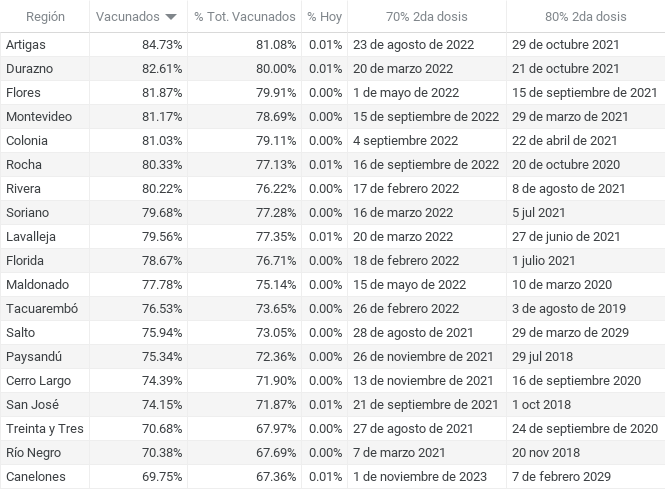 Región Vacunados % Tot. Vacunados % Hoy 70% 2da dosis 80% 2da dosis
Artigas 84.73% 81.08% 0.01% 23 de agosto de 2022 29 de octubre 2021
Durazno 82.61% 80.00% 0.01% 20 de marzo de 2022 21 de octubre 2021
Flores 81.87% 79.91% 0.00% 1 de mayo de 2022 15 de septiembre de 2021
Montevideo 81.17% 78.69% 0.00% 15 de septiembre de 2022 29 de marzo de 2021
Colonia 81.03% 79.11% 0.00% 4 septiembre 2022 22 de abril de 2021
Rocha 80.33% 77.13% 0.01% 16 de septiembre de 2022 20 de octubre 2020
Rivera 80.22% 76.22% 0.00% 17 de febrero 2022 8 de agosto de 2021
Soriano 79.68% 77.28% 0.00% 16 de marzo 2022 5 jul 2021
Lavalleja 79.56% 77.35% 0.01% 20 de marzo 2022 27 de junio de 2021
Florida 78.67% 76.71% 0.00% 18 de febrero 2022 1 julio 2021
Maldonado 77.78% 75.14% 0.00% 15 de mayo de 2022 10 de marzo 2020
Tacuarembó 76.53% 73.65% 0.00% 26 de febrero 2022 3 de agosto de 2019
Salto 75.94% 73.05% 0.00% 28 de agosto 2021 29 de marzo de 2029
Paysandú 75.34% 72.36% 0.00% 26 de noviembre de 2021 29 jul 2018
Cerro Largo 74.39% 71.90% 0.00% 13 de noviembre de 2021 16 de septiembre 2020
San José 74.15% 71.87% 0.01% 21 de septiembre de 2021 1 oct 2018
Treinta y Tres 70.68% 67.97% 0.00% 27 de agosto de 2021 24 de septiembre de 2020
Río Negro 70.38% 67.69% 0.00% 7 de marzo 2021 20 nov 2018
Canelones 69.75% 67.36% 0.01% 1 de noviembre de 2023 7 de febrero 2029